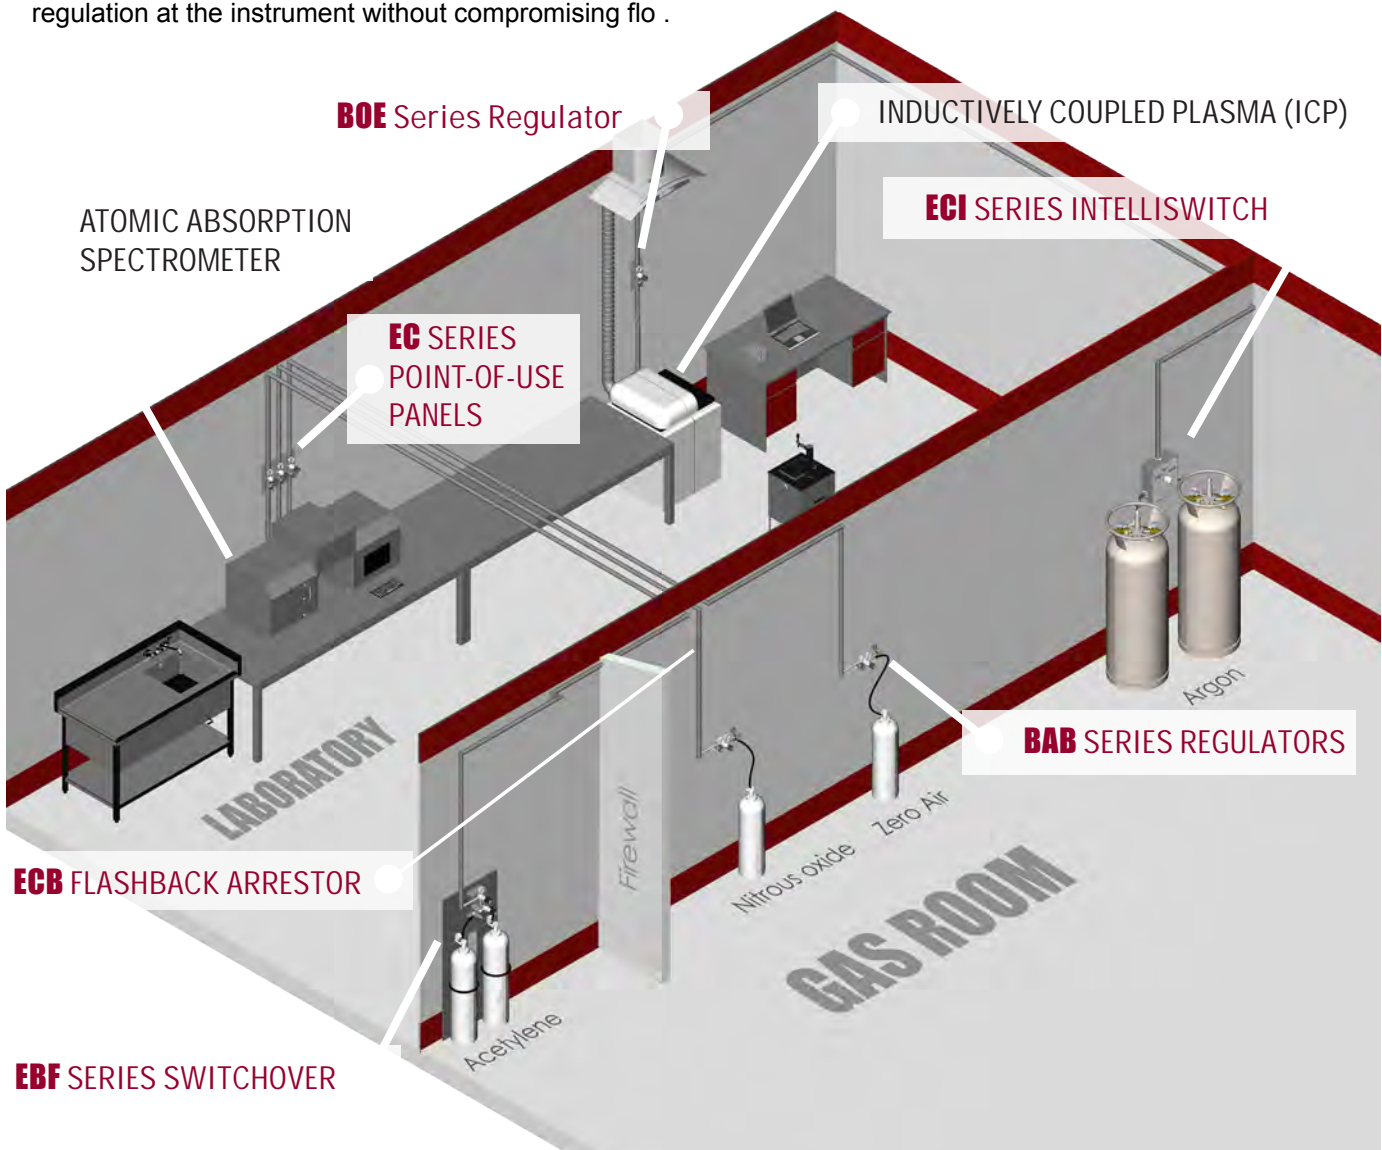 regulation at the instrument without compromising flo .
BOE Series Regulator
INDUCTIVELY COUPLED PLASMA (ICP)
ECI SERIES INTELLISWITCH
ATOMIC ABSORPTION
SPECTROMETER
EC SERIES
POINT-OF-USE
PANELS
Argon
BAB SERIES REGULATORS
LABORATORY
Zero Air
Firewall
Nitrous oxide
ECB FLASHBACK ARRESTOR
GAS ROOM
Acetylene
EBF SERIES SWITCHOVER